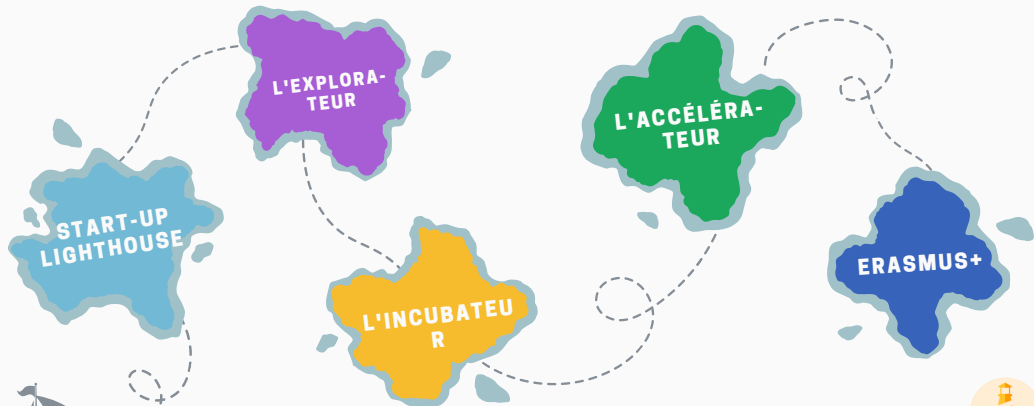 START-UP
LIGHTHOUSE
L'EXPLORA-
TEUR
L'INCUBATEU
R
L'ACCÉLÉRA-
TEUR
ERASMUS+